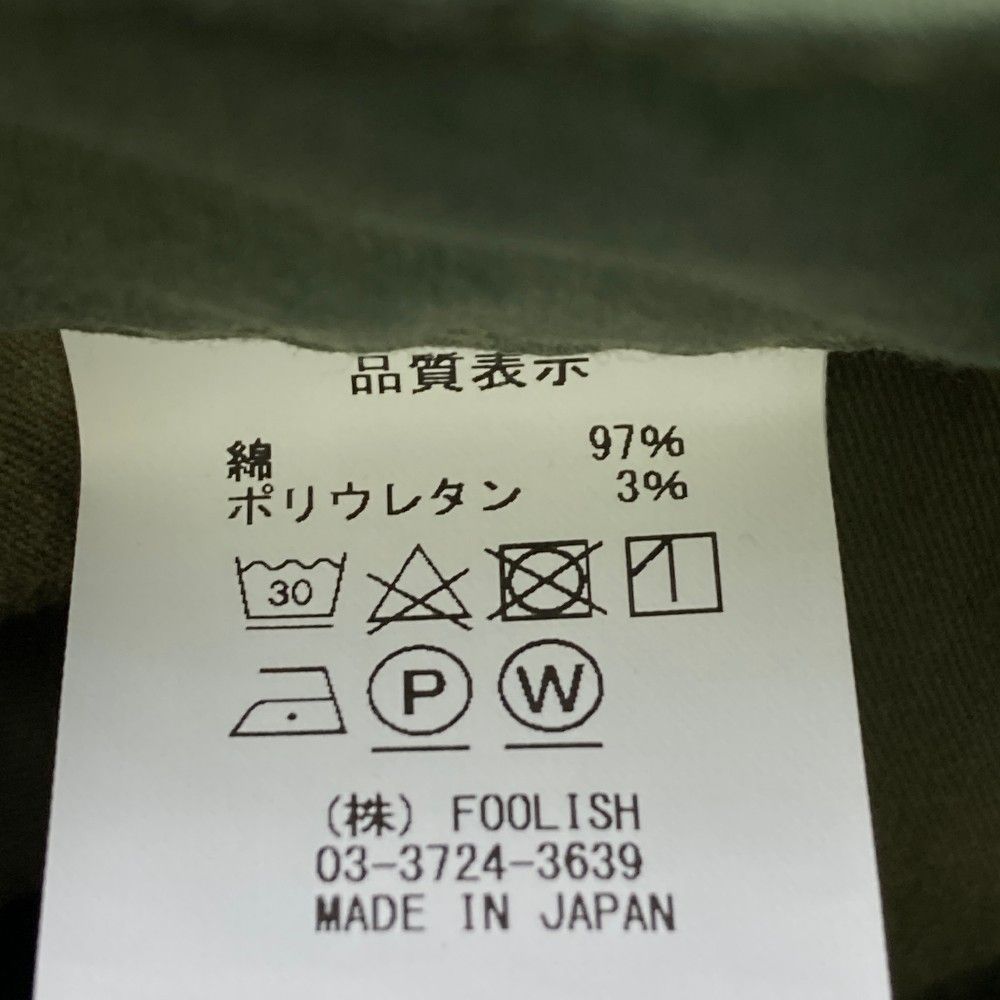 品質表示
綿 97%
ポリウレタン 3%
30
P W
(株) FOOLISH
03-3724-3639
MADE IN JAPAN